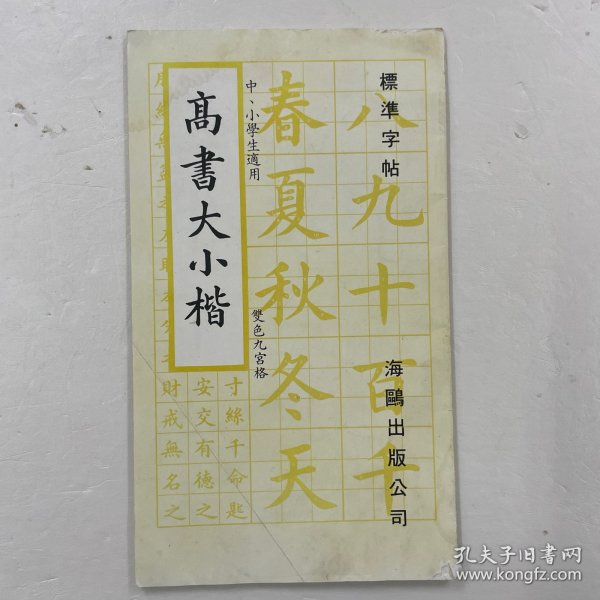 標準字帖
海鷗出版公司
八九十百千
春夏秋冬天
中、小學生適用
雙色九宮格
髙書大小楷
寸絲千命匙
安交有德之
財戒無名之
孔夫子旧书网
www.kongfz.com